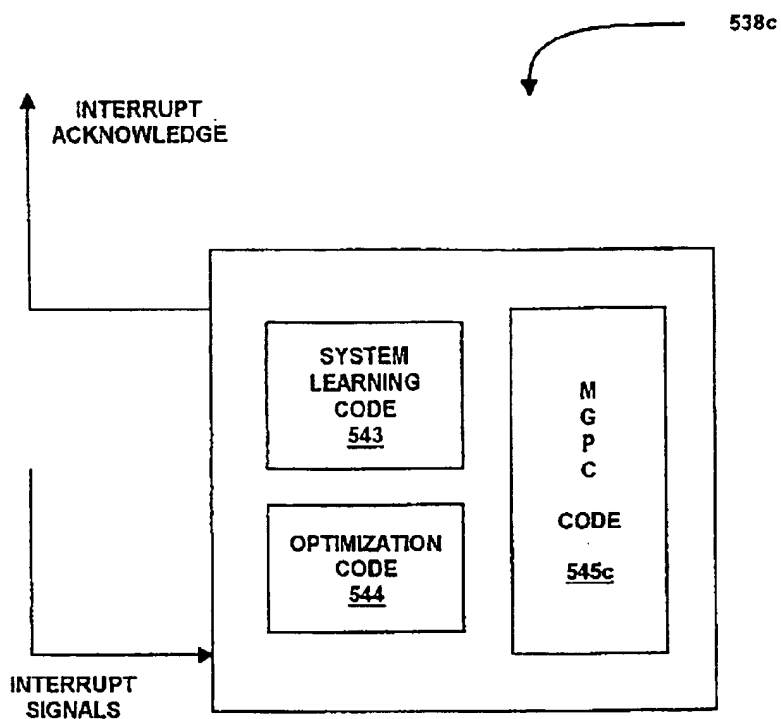 538c
INTERRUPT
ACKNOWLEDGE
SYSTEM
LEARNING
CODE
543
M
G
P
C
CODE
545c
OPTIMIZATION
CODE
544
INTERRUPT
SIGNALS